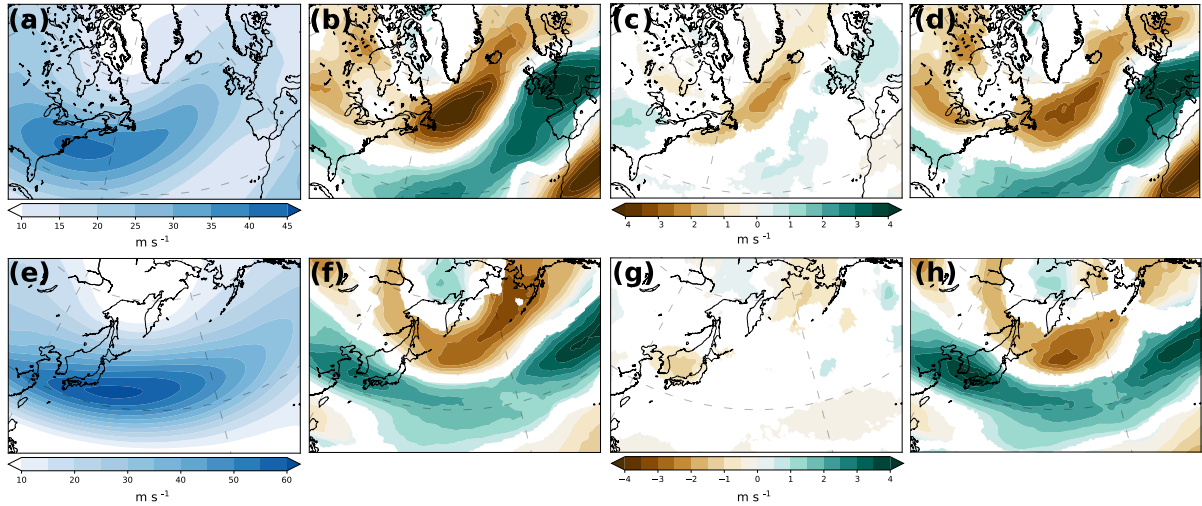 (a) (b) (c) (d)
10 15 20 25 30 35 40 45
m s⁻¹
4 3 2 1 0 1 2 3 4
m s⁻¹
(e) (f) (g) (h)
10 20 30 40 50 60
m s⁻¹
−4 −3 −2 −1 0 1 2 3 4
m s⁻¹